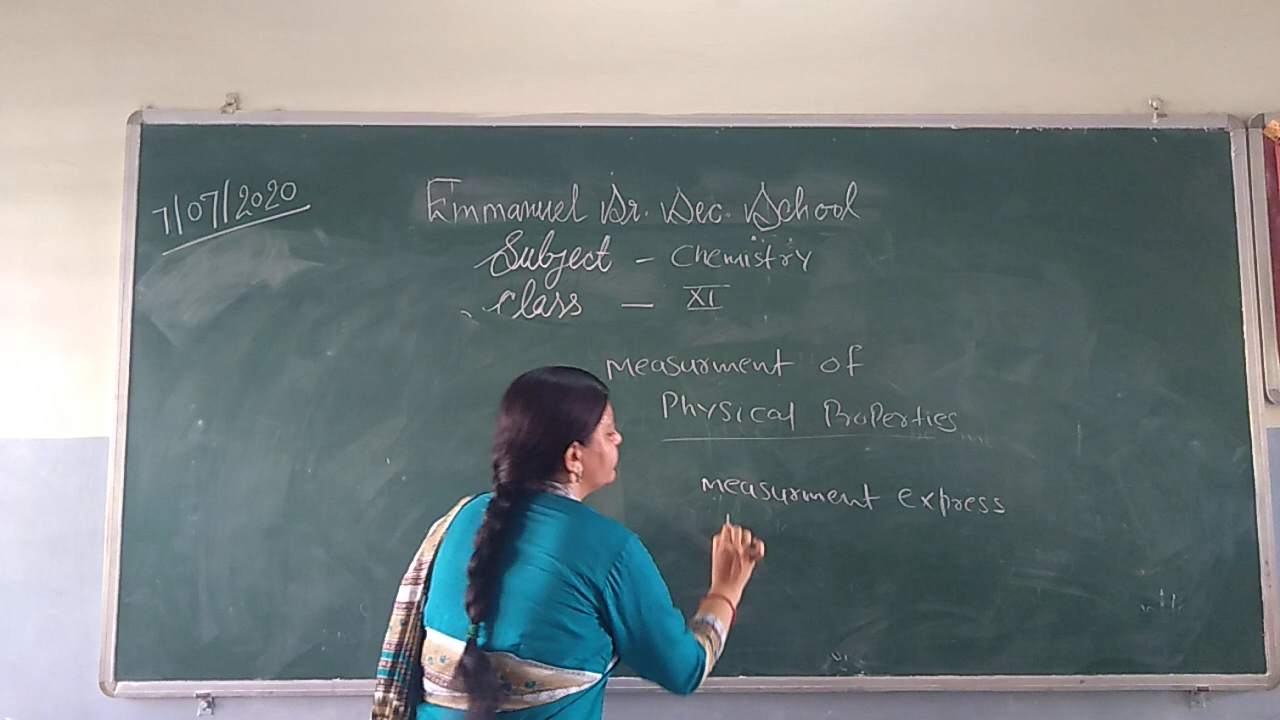 7/07/2020
Emmanuel Sr. Sec. School
Subject - Chemistry
Class - XI
Measurment of
Physical Properties
measurment express